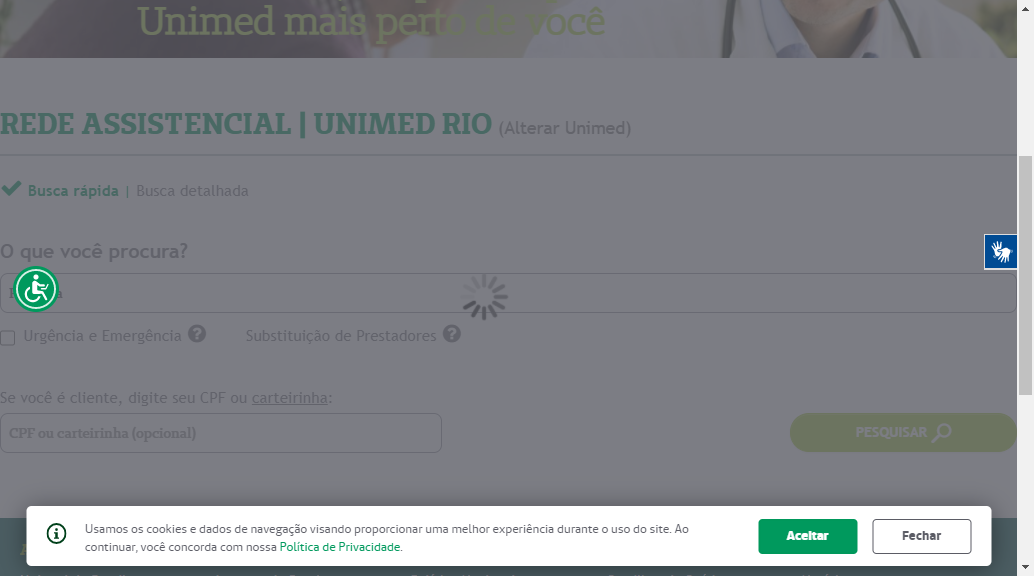 Unimed mais perto de você
REDE ASSISTENCIAL | UNIMED RIO (Alterar Unimed)
Busca rápida | Busca detalhada
O que você procura?
Urgência e Emergência ? Substituição de Prestadores ?
Se você é cliente, digite seu CPF ou carteirinha:
CPF ou carteirinha (opcional)
PESQUISAR
Usamos os cookies e dados de navegação visando proporcionar uma melhor experiência durante o uso do site. Ao
continuar, você concorda com nossa Política de Privacidade.
Aceitar
Fechar